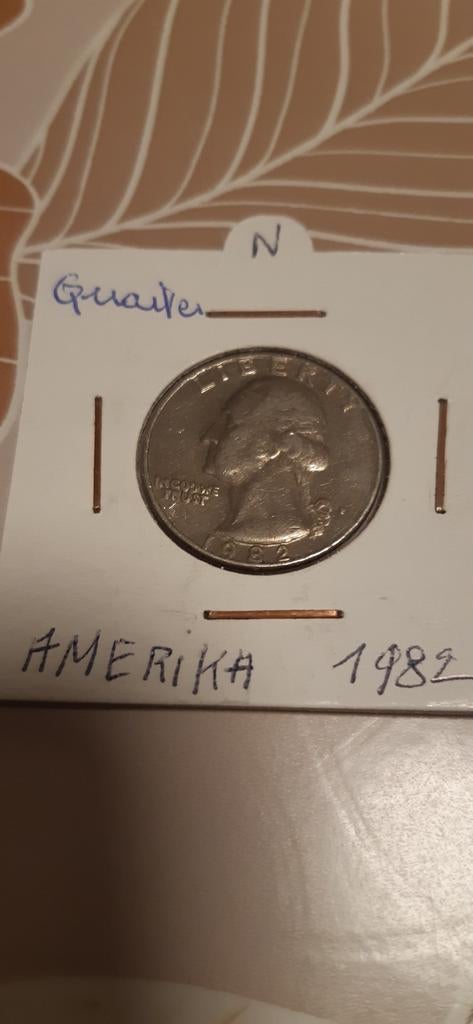 N
Quarter
LIBERTY
IN GOD WE
TRUST
1982
AMERIKA 1982